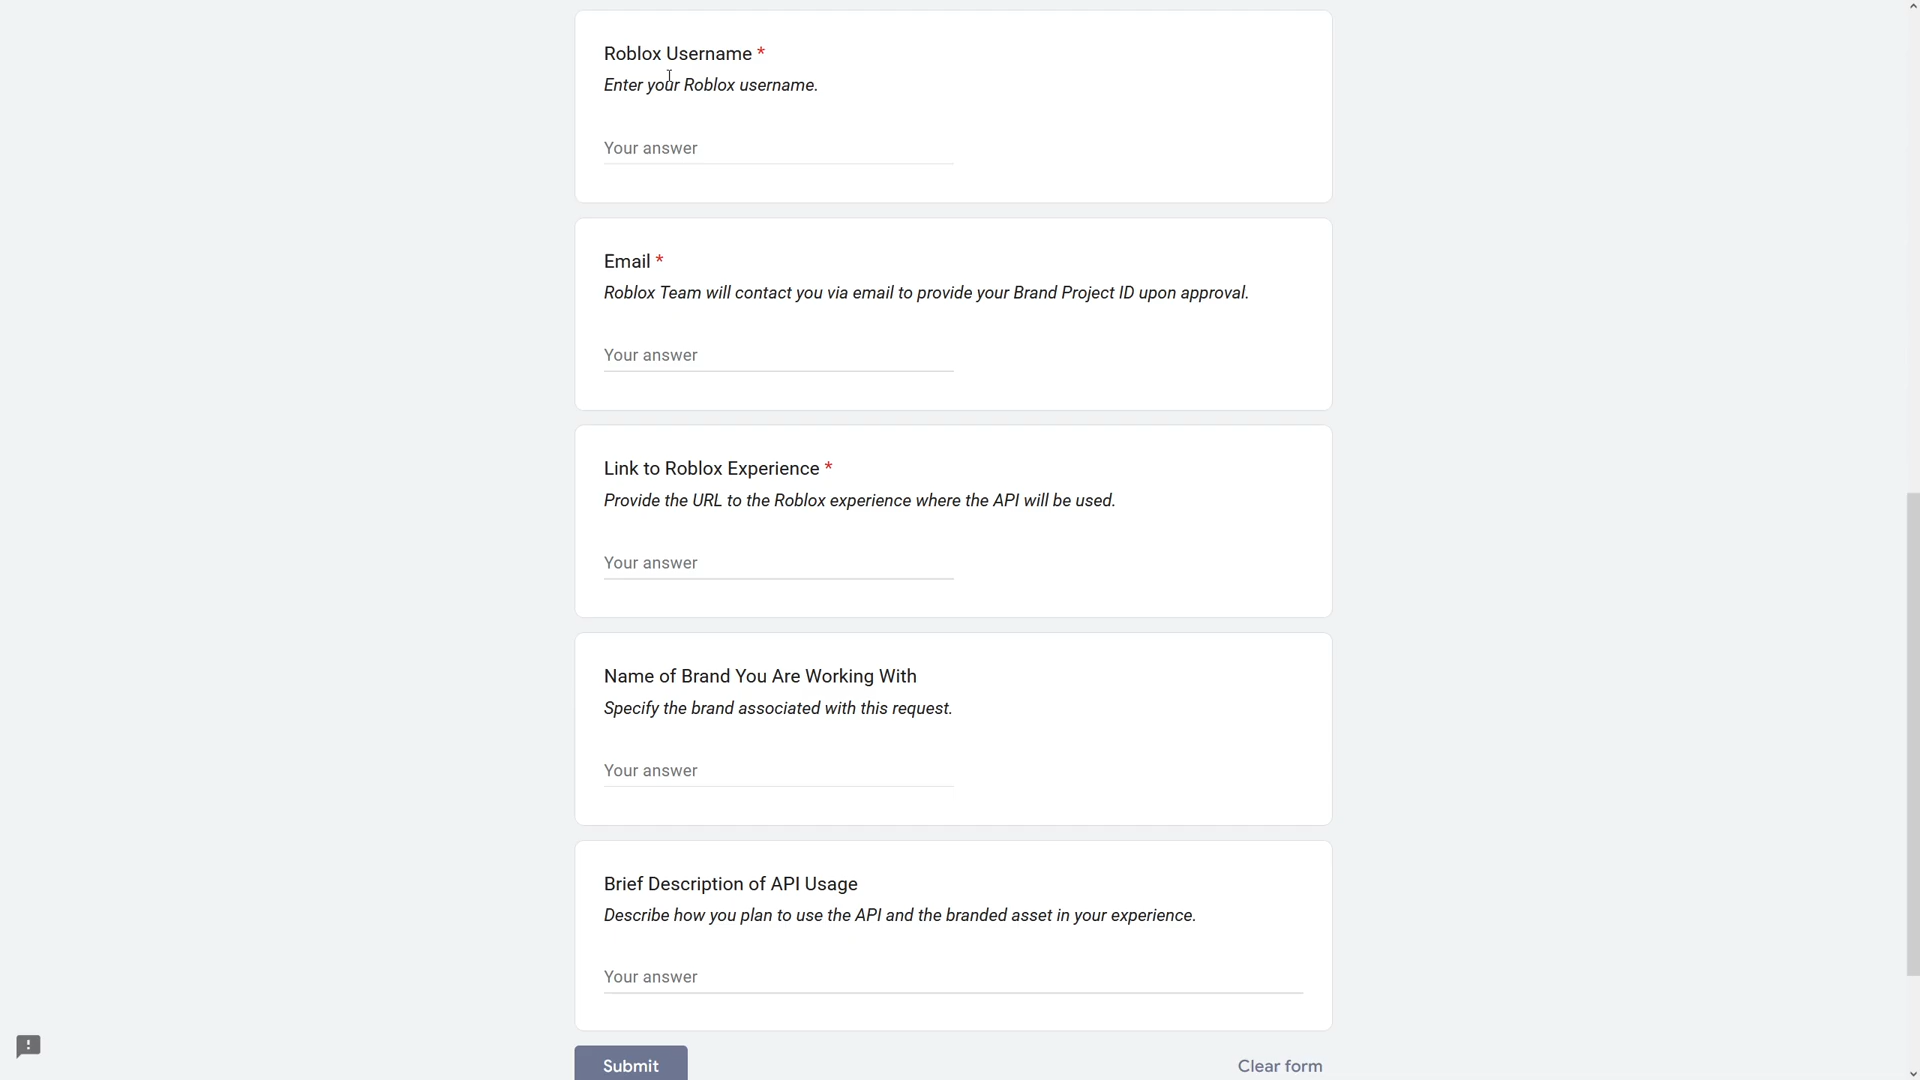 Roblox Username *
Enter your Roblox username.
Your answer
Email *
Roblox Team will contact you via email to provide your Brand Project ID upon approval.
Your answer
Link to Roblox Experience *
Provide the URL to the Roblox experience where the API will be used.
Your answer
Name of Brand You Are Working With
Specify the brand associated with this request.
Your answer
Brief Description of API Usage
Describe how you plan to use the API and the branded asset in your experience.
Your answer
Submit
Clear form